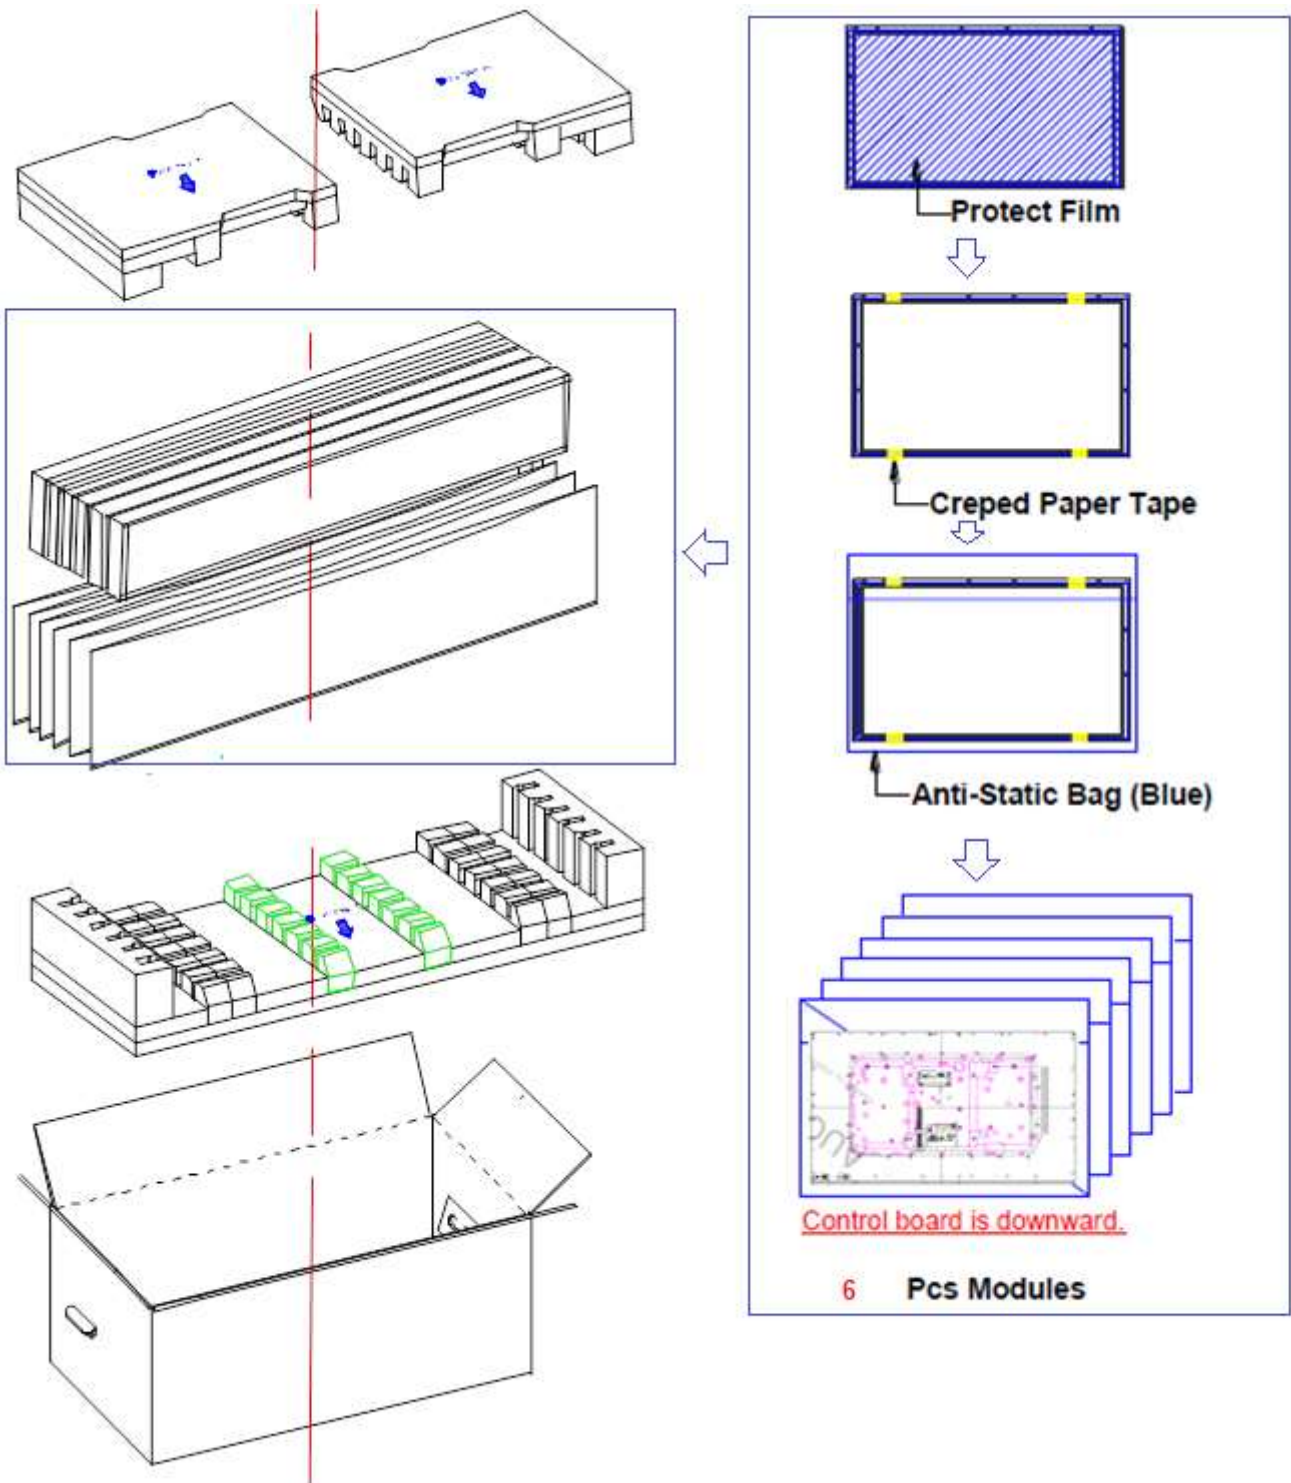 Protect Film
Creped Paper Tape
Anti-Static Bag (Blue)
Control board is downward.
6 Pcs Modules